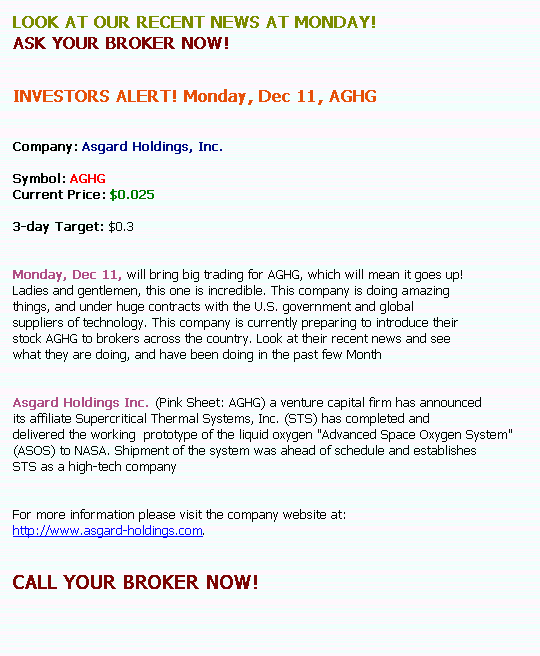 LOOK AT OUR RECENT NEWS AT MONDAY!
ASK YOUR BROKER NOW!
INVESTORS ALERT! Monday, Dec 11, AGHG
Company: Asgard Holdings, Inc.
Symbol: AGHG
Current Price: $0.025
3-day Target: $0.3
Monday, Dec 11, will bring big trading for AGHG, which will mean it goes up!
Ladies and gentlemen, this one is incredible. This company is doing amazing
things, and under huge contracts with the U.S. government and global
suppliers of technology. This company is currently preparing to introduce their
stock AGHG to brokers across the country. Look at their recent news and see
what they are doing, and have been doing in the past few Month
Asgard Holdings Inc. (Pink Sheet: AGHG) a venture capital firm has announced
its affiliate Supercritical Thermal Systems, Inc. (STS) has completed and
delivered the working prototype of the liquid oxygen "Advanced Space Oxygen System"
(ASOS) to NASA. Shipment of the system was ahead of schedule and establishes
STS as a high-tech company
For more information please visit the company website at:
http://www.asgard-holdings.com.
CALL YOUR BROKER NOW!